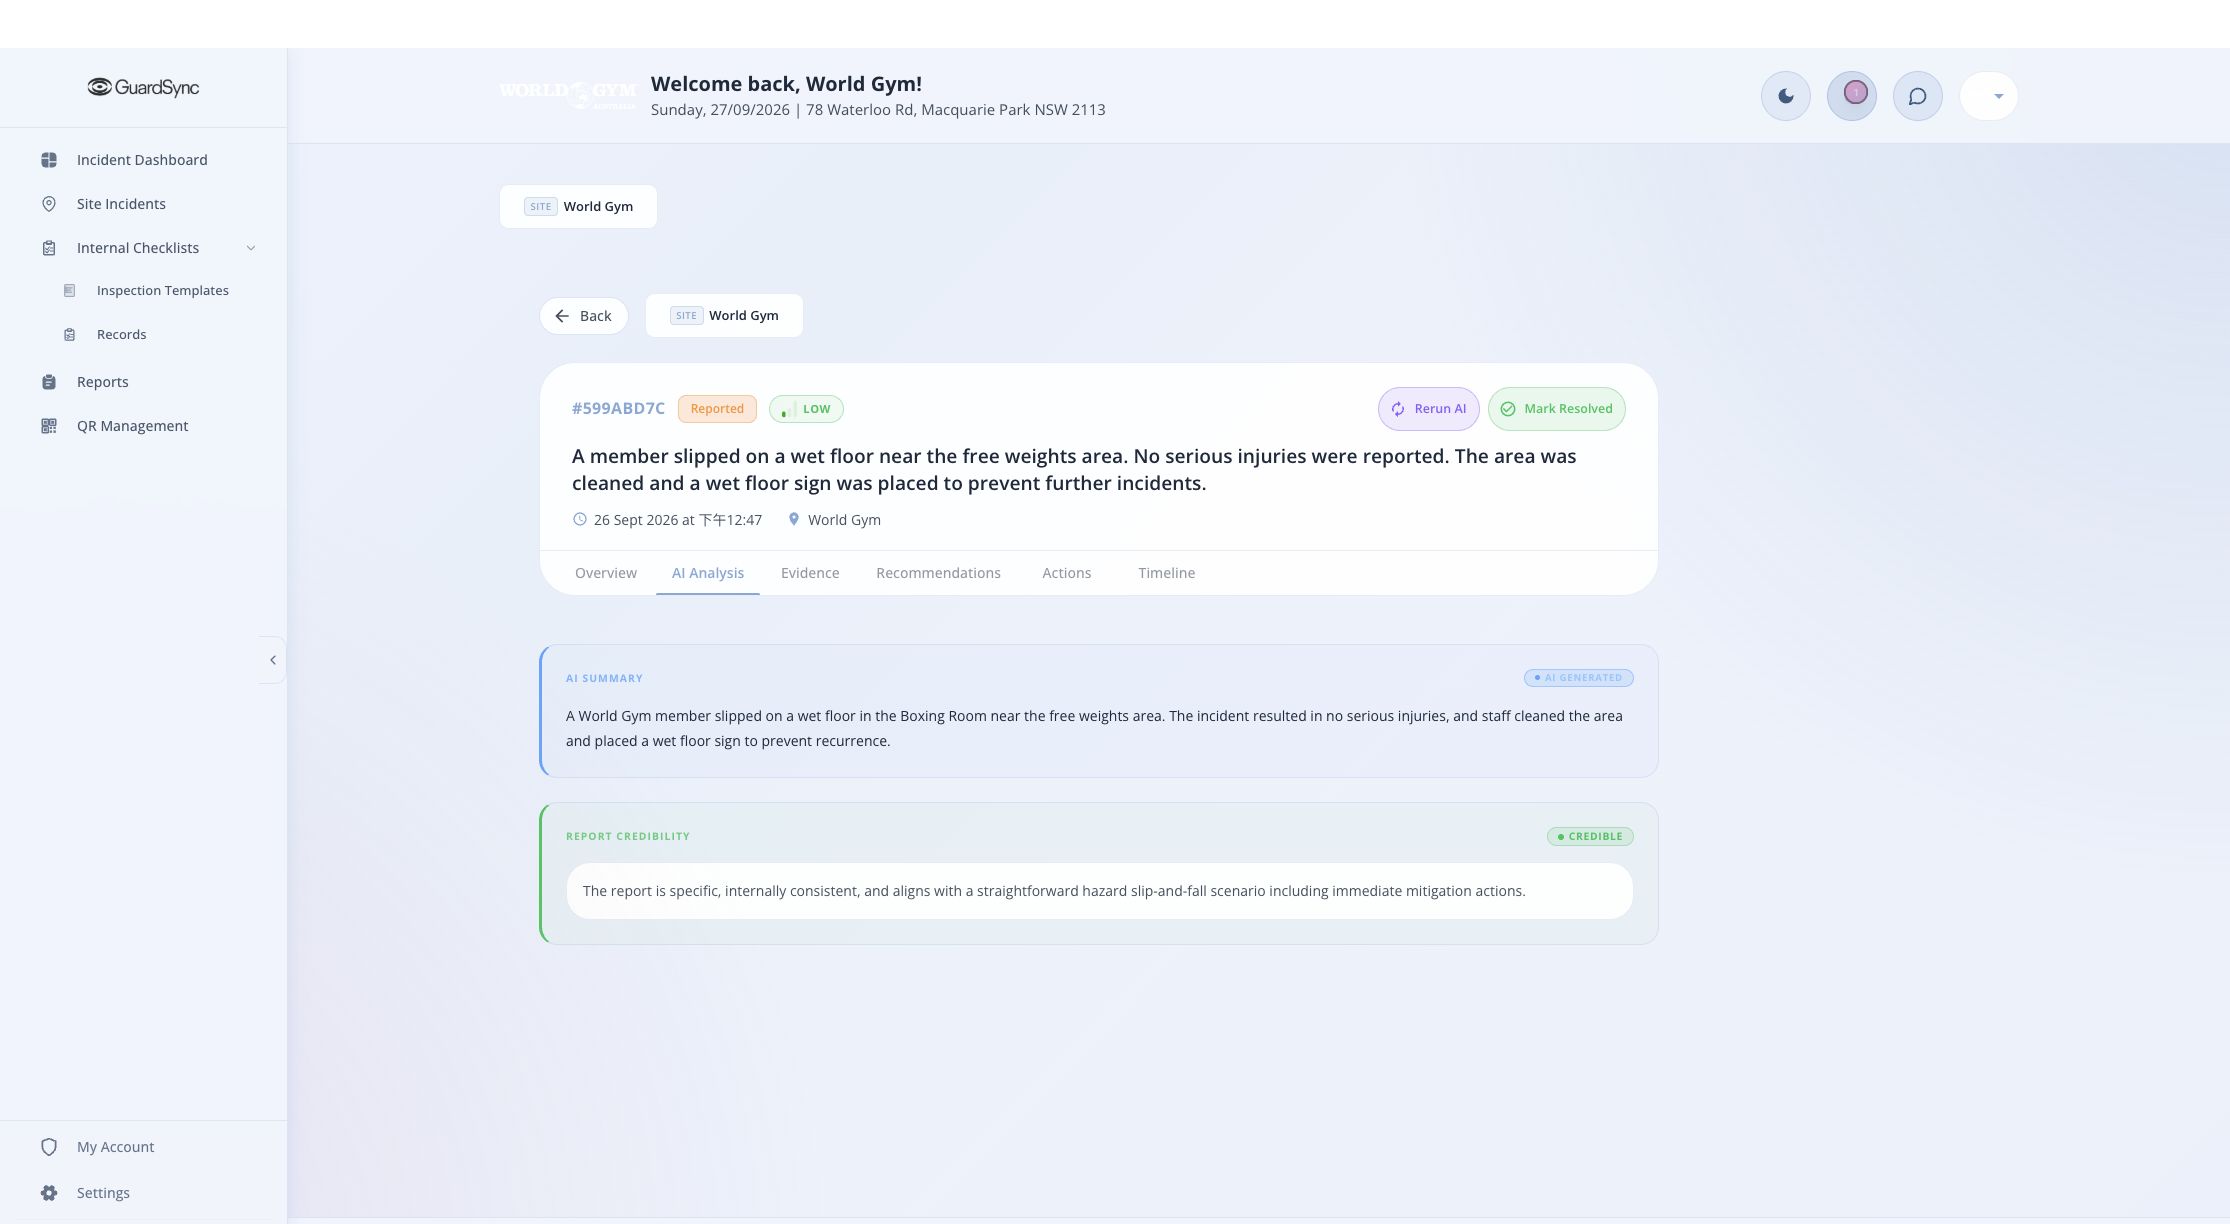 GuardSync
WORLD GYM
AUSTRALIA
Welcome back, World Gym!
Sunday, 27/09/2026 | 78 Waterloo Rd, Macquarie Park NSW 2113
1
Incident Dashboard
Site Incidents
Internal Checklists
Inspection Templates
Records
Reports
QR Management
My Account
Settings
SITE World Gym
Back
SITE World Gym
#599ABD7C Reported LOW
Rerun AI Mark Resolved
A member slipped on a wet floor near the free weights area. No serious injuries were reported. The area was
cleaned and a wet floor sign was placed to prevent further incidents.
26 Sept 2026 at 下午12:47 World Gym
Overview AI Analysis Evidence Recommendations Actions Timeline
AI SUMMARY AI GENERATED
A World Gym member slipped on a wet floor in the Boxing Room near the free weights area. The incident resulted in no serious injuries, and staff cleaned the area
and placed a wet floor sign to prevent recurrence.
REPORT CREDIBILITY CREDIBLE
The report is specific, internally consistent, and aligns with a straightforward hazard slip-and-fall scenario including immediate mitigation actions.